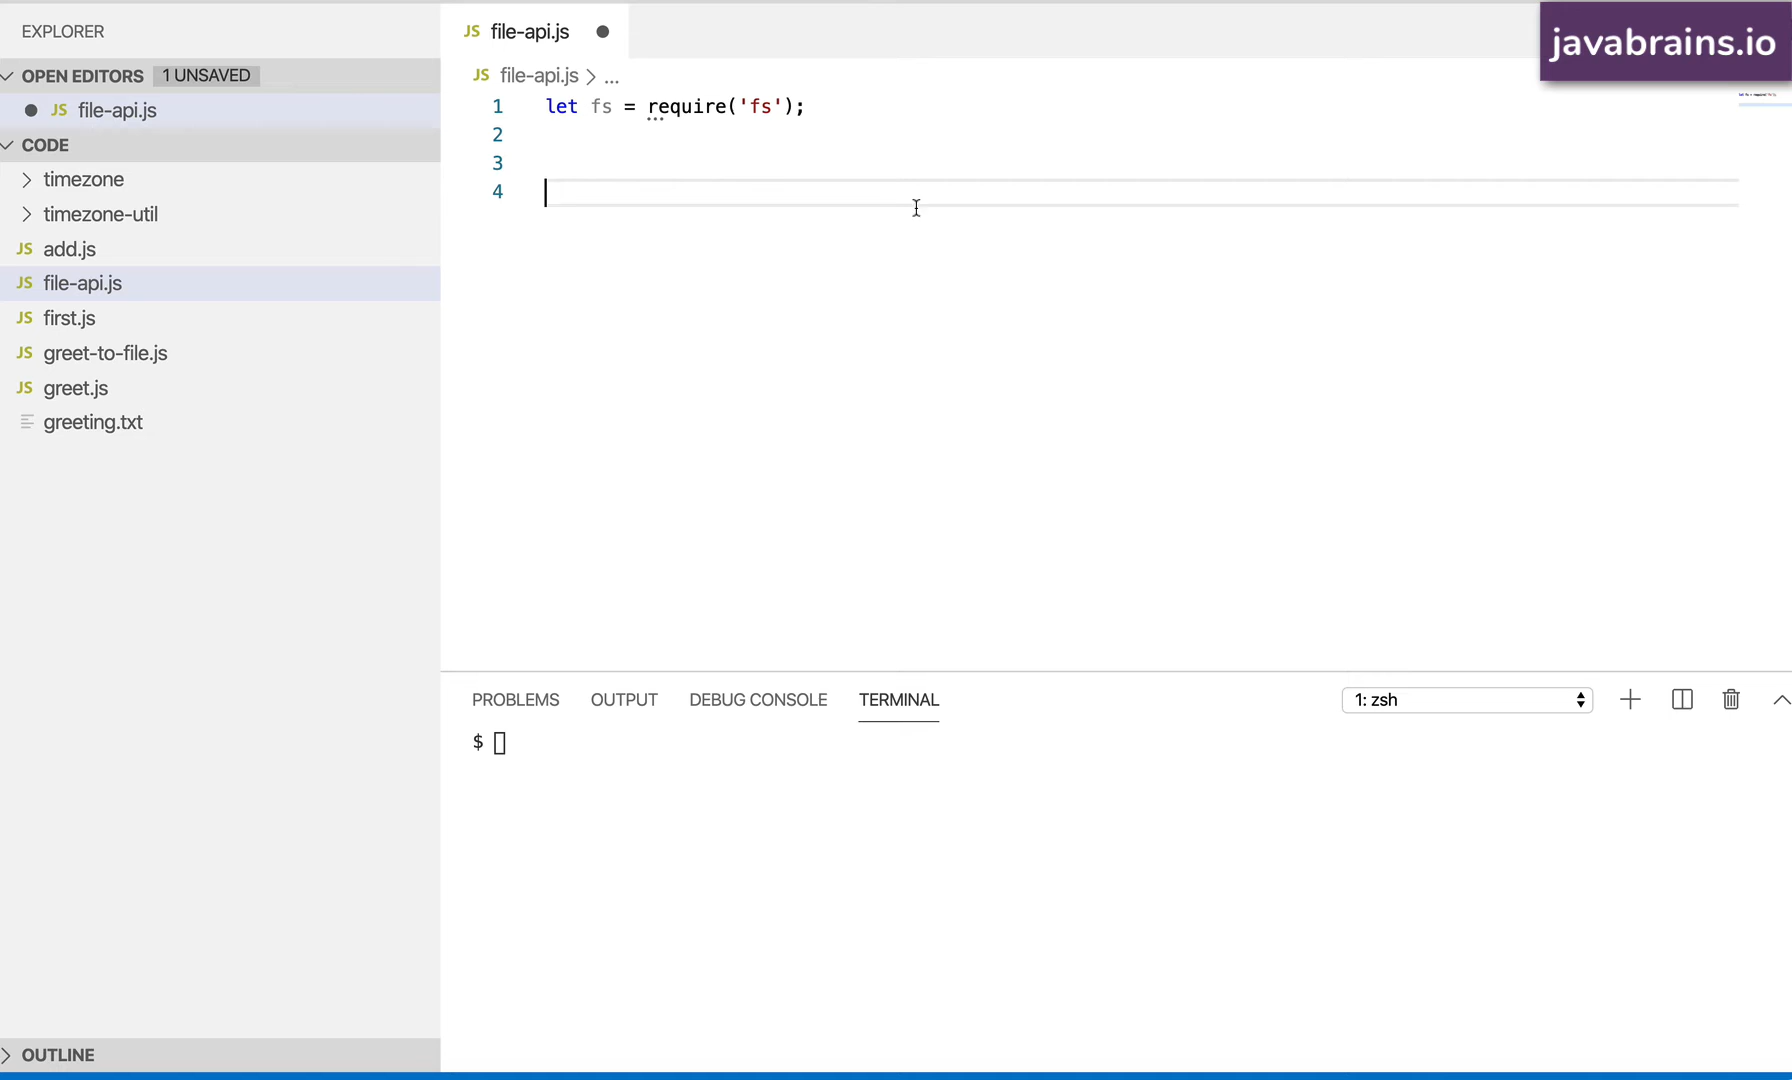 EXPLORER
OPEN EDITORS 1 UNSAVED
JS file-api.js
CODE
timezone
timezone-util
JS add.js
JS file-api.js
JS first.js
JS greet-to-file.js
JS greet.js
greeting.txt
OUTLINE
JS file-api.js
JS file-api.js > ...
1 let fs = require('fs');
2
3
4
javabrains.io
PROBLEMS OUTPUT DEBUG CONSOLE TERMINAL 1: zsh
$